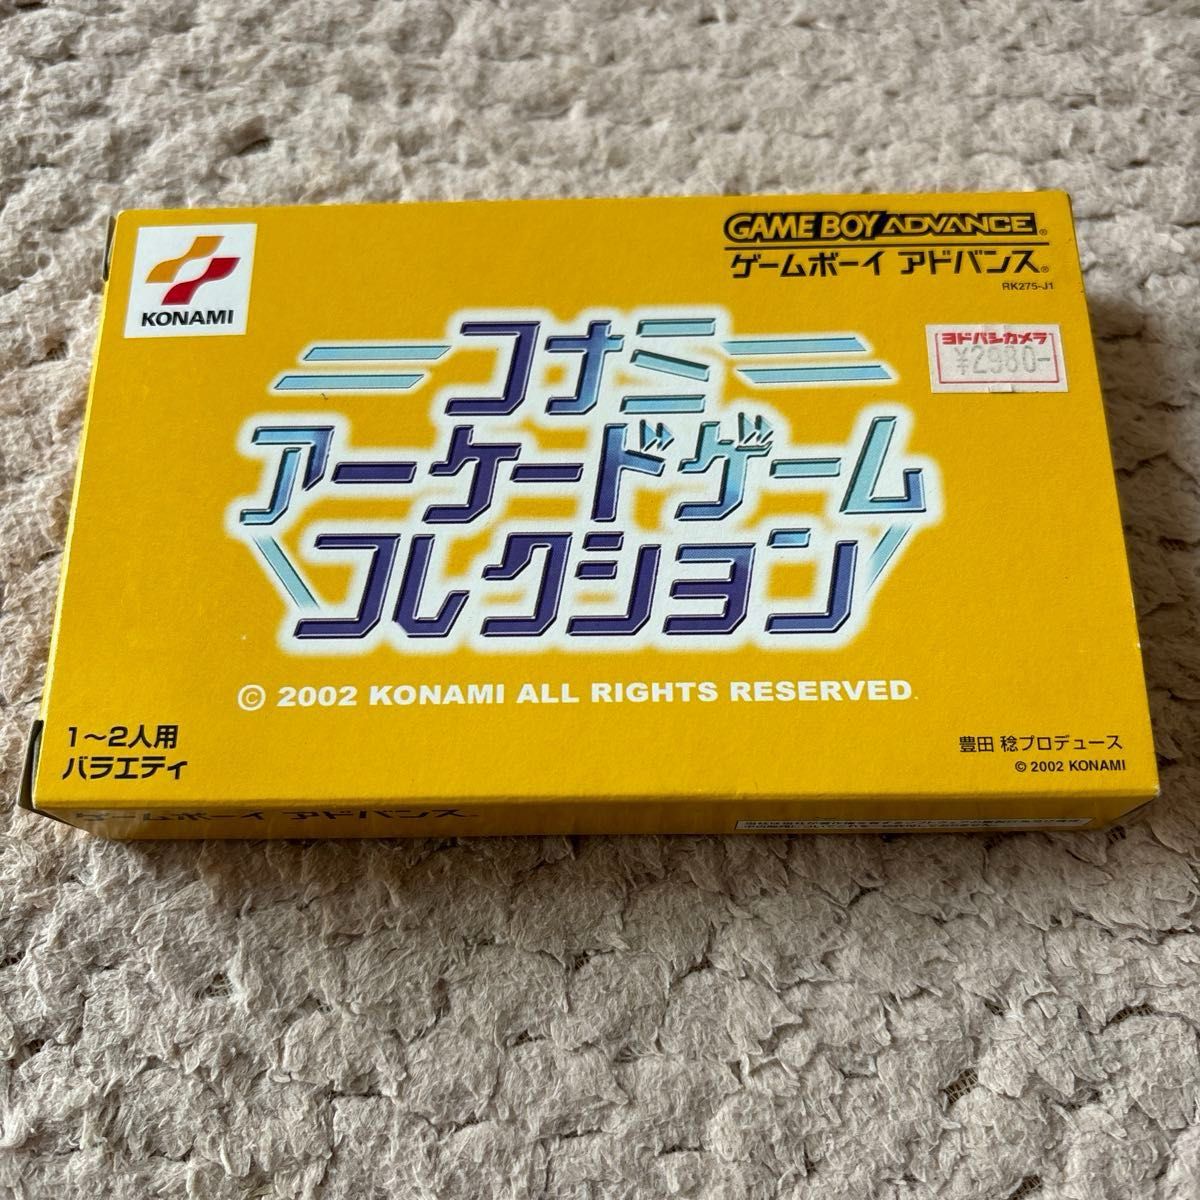 KONAMI
GAME BOY ADVANCE®
ゲームボーイ アドバンス®
RK275-J1
ヨドバシカメラ
¥2980-
コナミ
アーケードゲーム
コレクション
© 2002 KONAMI ALL RIGHTS RESERVED.
1〜2人用
バラエティ
豊田 稔プロデュース
© 2002 KONAMI
ゲームボーイ アドバンス